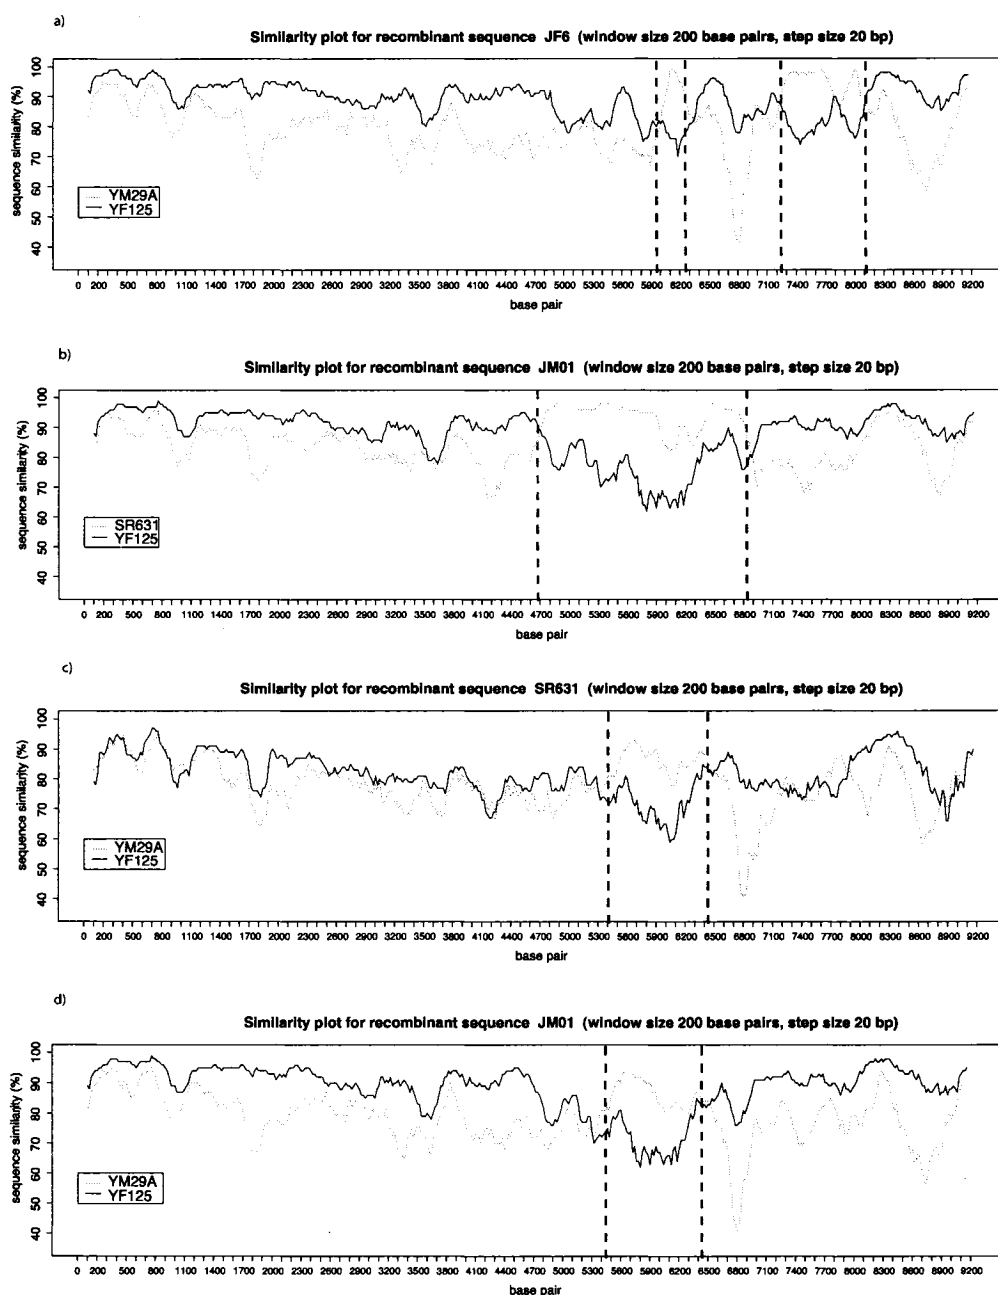 a)
Similarity plot for recombinant sequence JF6 (window size 200 base pairs, step size 20 bp)
sequence similarity (%)
100
90
80
70
60
50
40
YM29A
YF125
0 200 500 800 1100 1400 1700 2000 2300 2600 2900 3200 3500 3800 4100 4400 4700 5000 5300 5600 5900 6200 6500 6800 7100 7400 7700 8000 8300 8600 8900 9200
base pair
b)
Similarity plot for recombinant sequence JM01 (window size 200 base pairs, step size 20 bp)
sequence similarity (%)
100
90
80
70
60
50
40
SR631
YF125
0 200 500 800 1100 1400 1700 2000 2300 2600 2900 3200 3500 3800 4100 4400 4700 5000 5300 5600 5900 6200 6500 6800 7100 7400 7700 8000 8300 8600 8900 9200
base pair
c)
Similarity plot for recombinant sequence SR631 (window size 200 base pairs, step size 20 bp)
sequence similarity (%)
100
90
80
70
60
50
40
YM29A
YF125
0 200 500 800 1100 1400 1700 2000 2300 2600 2900 3200 3500 3800 4100 4400 4700 5000 5300 5600 5900 6200 6500 6800 7100 7400 7700 8000 8300 8600 8900 9200
base pair
d)
Similarity plot for recombinant sequence JM01 (window size 200 base pairs, step size 20 bp)
sequence similarity (%)
100
90
80
70
60
50
40
YM29A
YF125
0 200 500 800 1100 1400 1700 2000 2300 2600 2900 3200 3500 3800 4100 4400 4700 5000 5300 5600 5900 6200 6500 6800 7100 7400 7700 8000 8300 8600 8900 9200
base pair